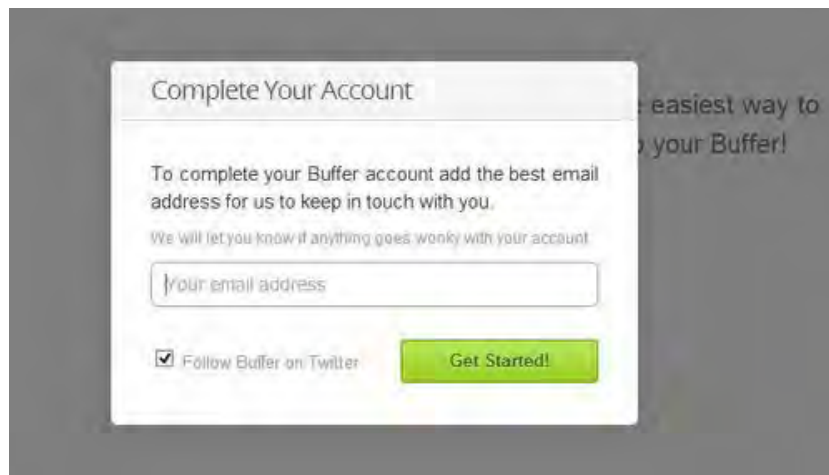 Complete Your Account
easiest way to
your Buffer!
To complete your Buffer account add the best email
address for us to keep in touch with you.
We will let you know if anything goes wonky with your account
Your email address
Follow Buffer on Twitter
Get Started!